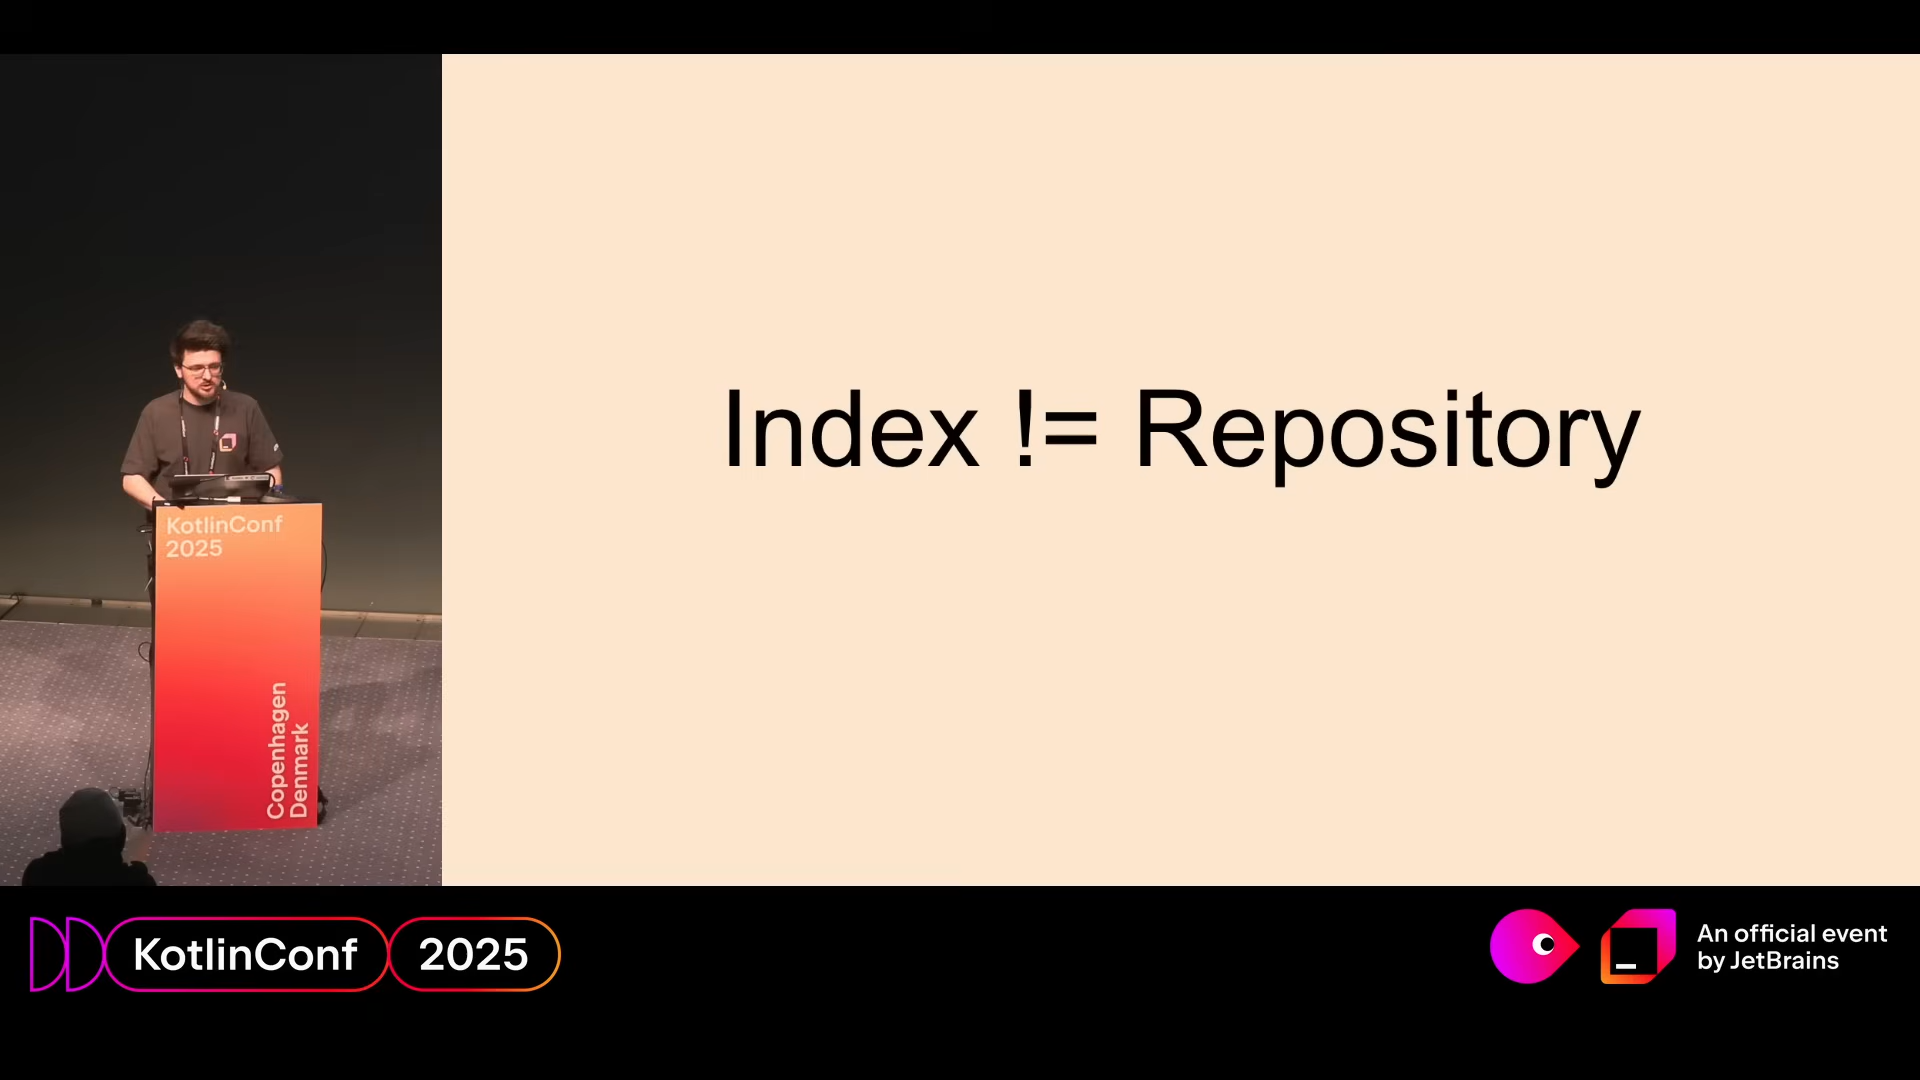 Index != Repository
KotlinConf
2025
Copenhagen
Denmark
KotlinConf 2025
An official event
by JetBrains